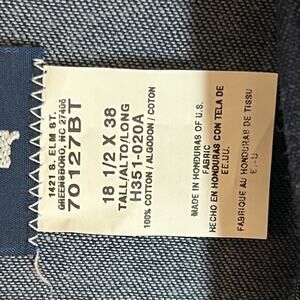 1421 S. ELM ST.
GREENSBORO, NC 27406
70127BT
18 1/2 X 38
TALL/ALTO/LONG
H351-020A
100% COTTON / ALGODON / COTON
MADE IN HONDURAS OF U.S.
FABRIC
HECHO EN HONDURAS CON TELA DE
EE.UU.
FABRIQUE AU HONDURAS DE TISSU